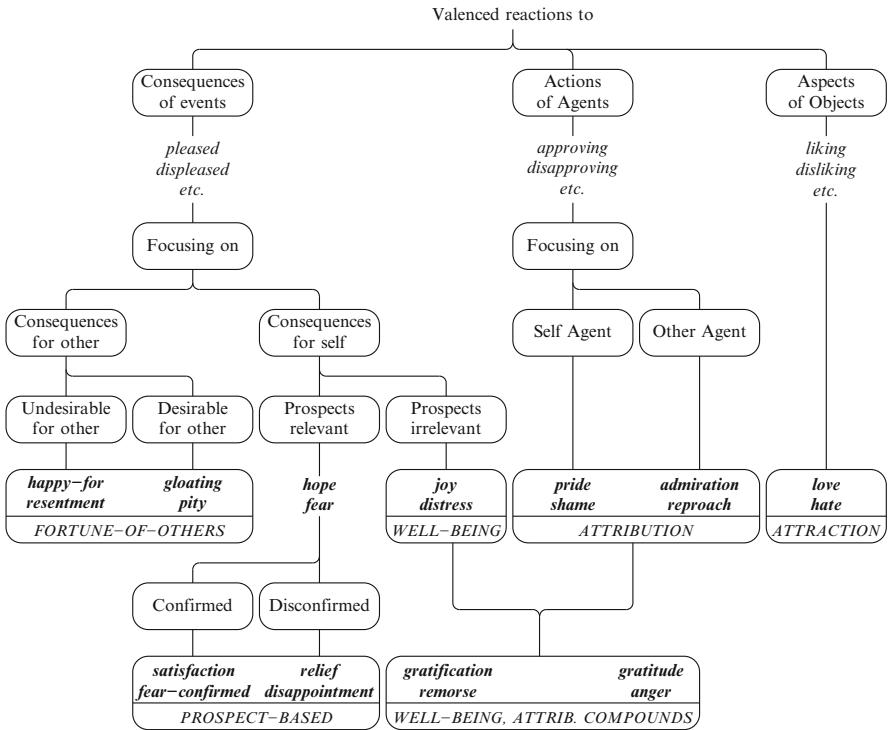 Valenced reactions to
Consequences
of events
Actions
of Agents
Aspects
of Objects
pleased
displeased
etc.
approving
disapproving
etc.
liking
disliking
etc.
Focusing on
Focusing on
Consequences
for other
Consequences
for self
Self Agent
Other Agent
Undesirable
for other
Desirable
for other
Prospects
relevant
Prospects
irrelevant
happy−for
resentment
gloating
pity
FORTUNE−OF−OTHERS
hope
fear
joy
distress
WELL−BEING
pride
shame
admiration
reproach
ATTRIBUTION
love
hate
ATTRACTION
Confirmed
Disconfirmed
satisfaction
fear−confirmed
relief
disappointment
PROSPECT−BASED
gratification
remorse
gratitude
anger
WELL−BEING, ATTRIB. COMPOUNDS